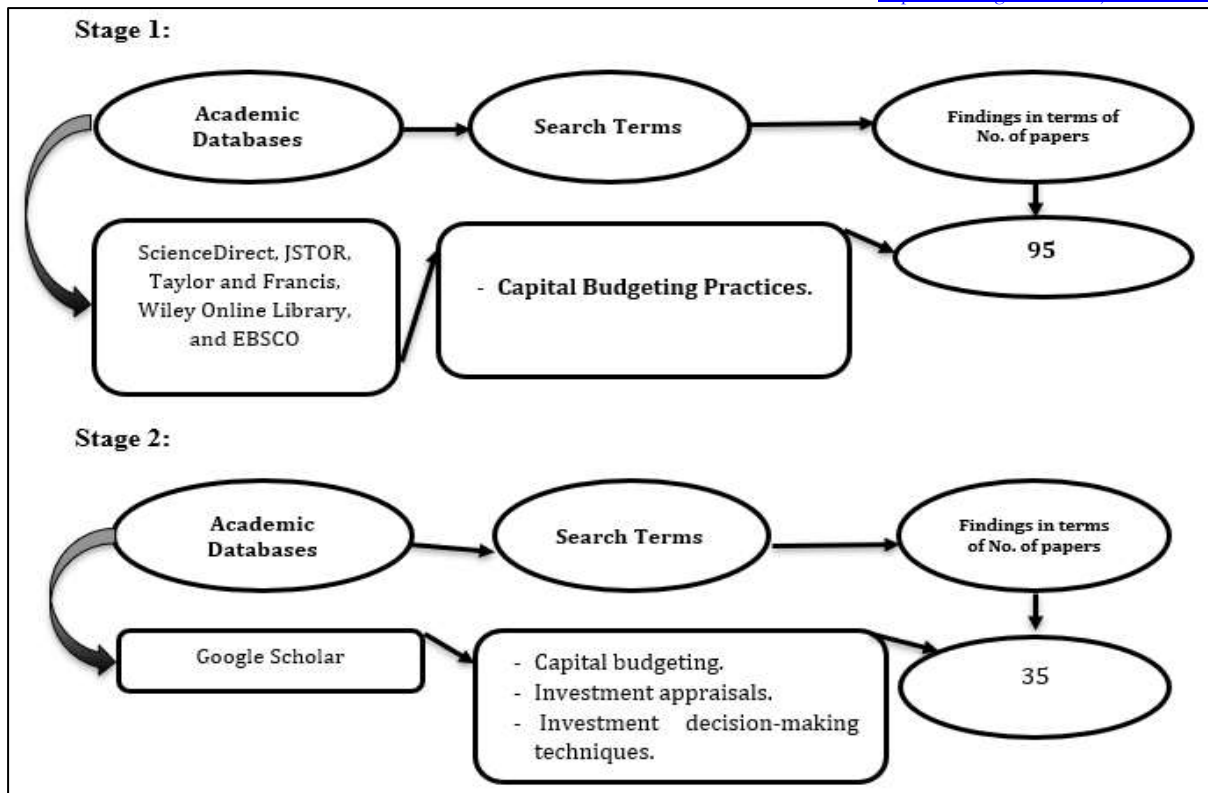 Stage 1:
Academic
Databases
Search Terms
Findings in terms of
No. of papers
ScienceDirect, JSTOR,
Taylor and Francis,
Wiley Online Library,
and EBSCO
- Capital Budgeting Practices.
95
Stage 2:
Academic
Databases
Search Terms
Findings in terms
of No. of papers
Google Scholar
- Capital budgeting.
- Investment appraisals.
- Investment decision-making
techniques.
35